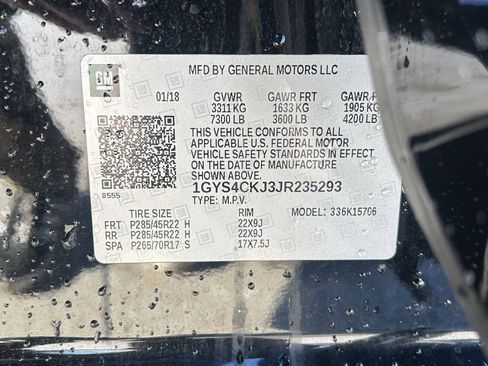 GM
MFD BY GENERAL MOTORS LLC
01/18 GVWR GAWR FRT GAWR
3311 KG 1633 KG 1905 KG
7300 LB 3600 LB 4200 LB
THIS VEHICLE CONFORMS TO ALL
APPLICABLE U.S. FEDERAL MOTOR
VEHICLE SAFETY STANDARDS IN EFFECT
ON THE DATE OF MANUFACTURE
SHOWN ABOVE.
8555 1GYS4CKJ3JR235293
TYPE: M.P.V.
TIRE SIZE RIM MODEL: 336K15706
FRT P285/45R22 H 22X9J
RR P285/45R22 H 22X9J
SPA P265/70R17 S 17X7.5J